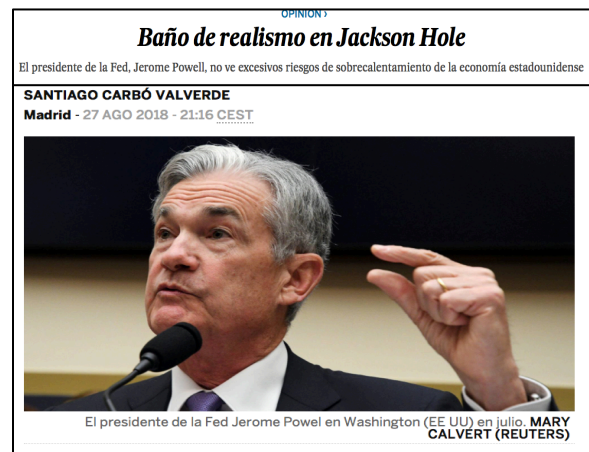 OPINIÓN ›
Baño de realismo en Jackson Hole
El presidente de la Fed, Jerome Powell, no ve excesivos riesgos de sobrecalentamiento de la economía estadounidense
SANTIAGO CARBÓ VALVERDE
Madrid - 27 AGO 2018 - 21:16 CEST
El presidente de la Fed Jerome Powel en Washington (EE UU) en julio. MARY
CALVERT (REUTERS)